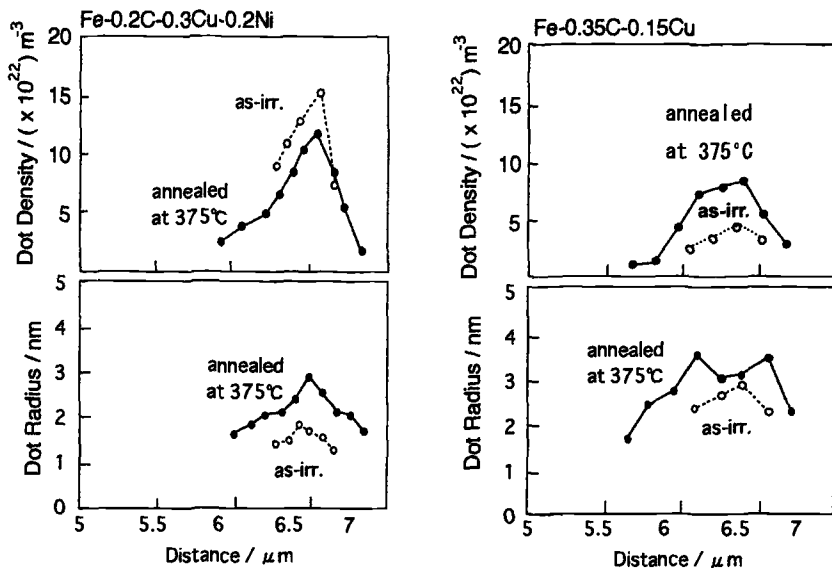 Fe-0.2C-0.3Cu-0.2Ni
Dot Density / ( x 10²²) m⁻³
20
15
10
5
as-irr.
annealed
at 375℃
Dot Radius / nm
5
4
3
2
1
0
annealed
at 375℃
as-irr.
5
5.5
6
6.5
7
Distance / μm
Fe-0.35C-0.15Cu
Dot Density / ( x 10²²) m⁻³
20
15
10
5
annealed
at 375°C
as-irr.
Dot Radius / nm
5
4
3
2
1
0
annealed
at 375℃
as-irr.
5
5.5
6
6.5
7
Distance / μm